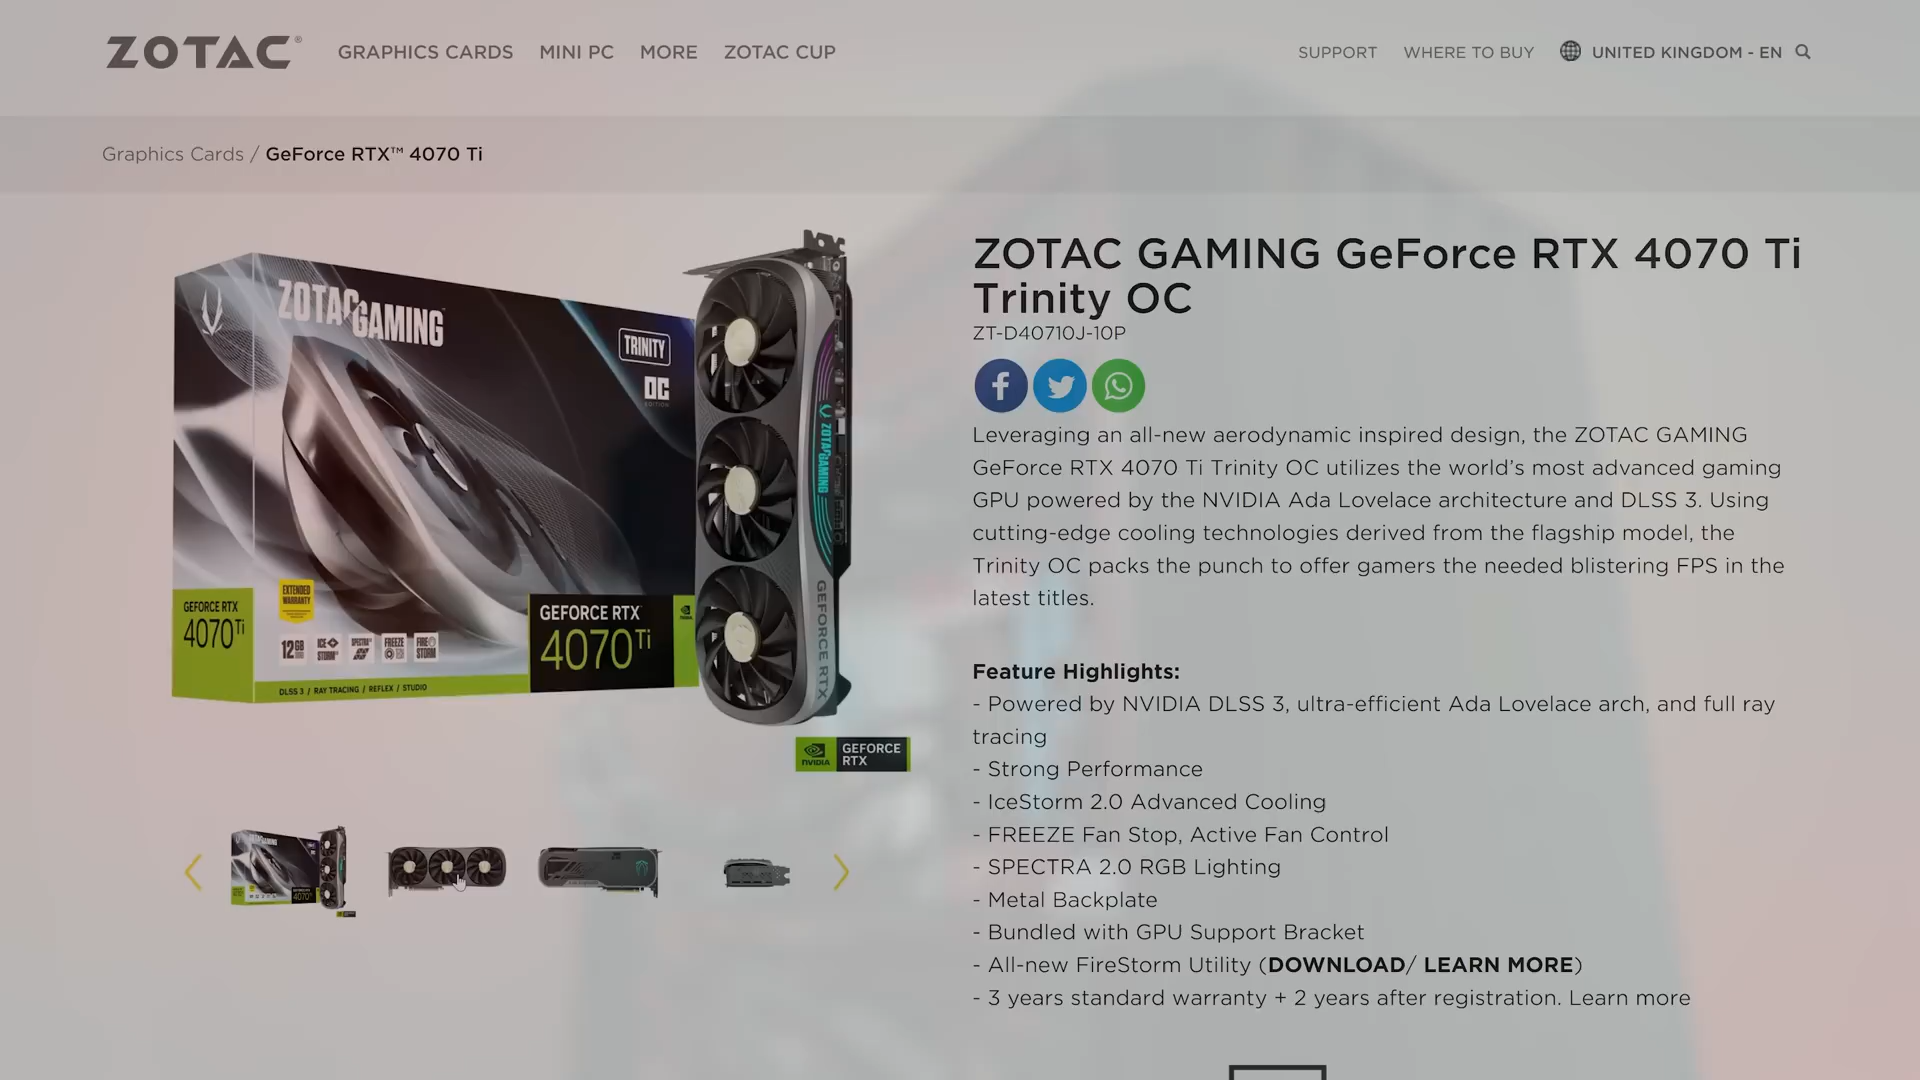 ZOTAC®
GRAPHICS CARDS MINI PC MORE ZOTAC CUP
SUPPORT WHERE TO BUY UNITED KINGDOM - EN
Graphics Cards / GeForce RTX™ 4070 Ti
ZOTAC GAMING
TRINITY
OC
EDITION
EXTENDED
WARRANTY
GEFORCE RTX
4070Ti
12GB
ICE
STORM
SPECTRA
FREEZE
FIRE
STORM
GEFORCE RTX
4070Ti
NVIDIA
DLSS 3 / RAY TRACING / REFLEX / STUDIO
ZOTAC GAMING
GEFORCE RTX
NVIDIA
GEFORCE
RTX
ZOTAC GAMING GeForce RTX 4070 Ti
Trinity OC
ZT-D40710J-10P
Leveraging an all-new aerodynamic inspired design, the ZOTAC GAMING
GeForce RTX 4070 Ti Trinity OC utilizes the world’s most advanced gaming
GPU powered by the NVIDIA Ada Lovelace architecture and DLSS 3. Using
cutting-edge cooling technologies derived from the flagship model, the
Trinity OC packs the punch to offer gamers the needed blistering FPS in the
latest titles.
Feature Highlights:
- Powered by NVIDIA DLSS 3, ultra-efficient Ada Lovelace arch, and full ray
tracing
- Strong Performance
- IceStorm 2.0 Advanced Cooling
- FREEZE Fan Stop, Active Fan Control
- SPECTRA 2.0 RGB Lighting
- Metal Backplate
- Bundled with GPU Support Bracket
- All-new FireStorm Utility (DOWNLOAD/ LEARN MORE)
- 3 years standard warranty + 2 years after registration. Learn more